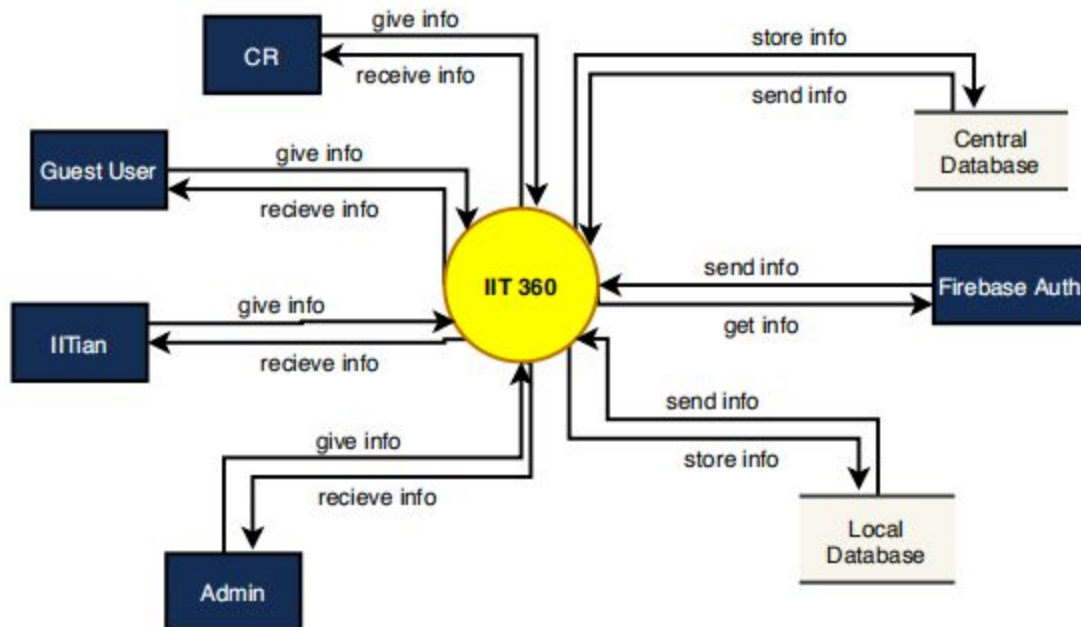 give info
CR
receive info
store info
send info
Central
Database
give info
Guest User
recieve info
IIT 360
send info
Firebase Auth
get info
give info
IITian
recieve info
send info
store info
give info
recieve info
Local
Database
Admin